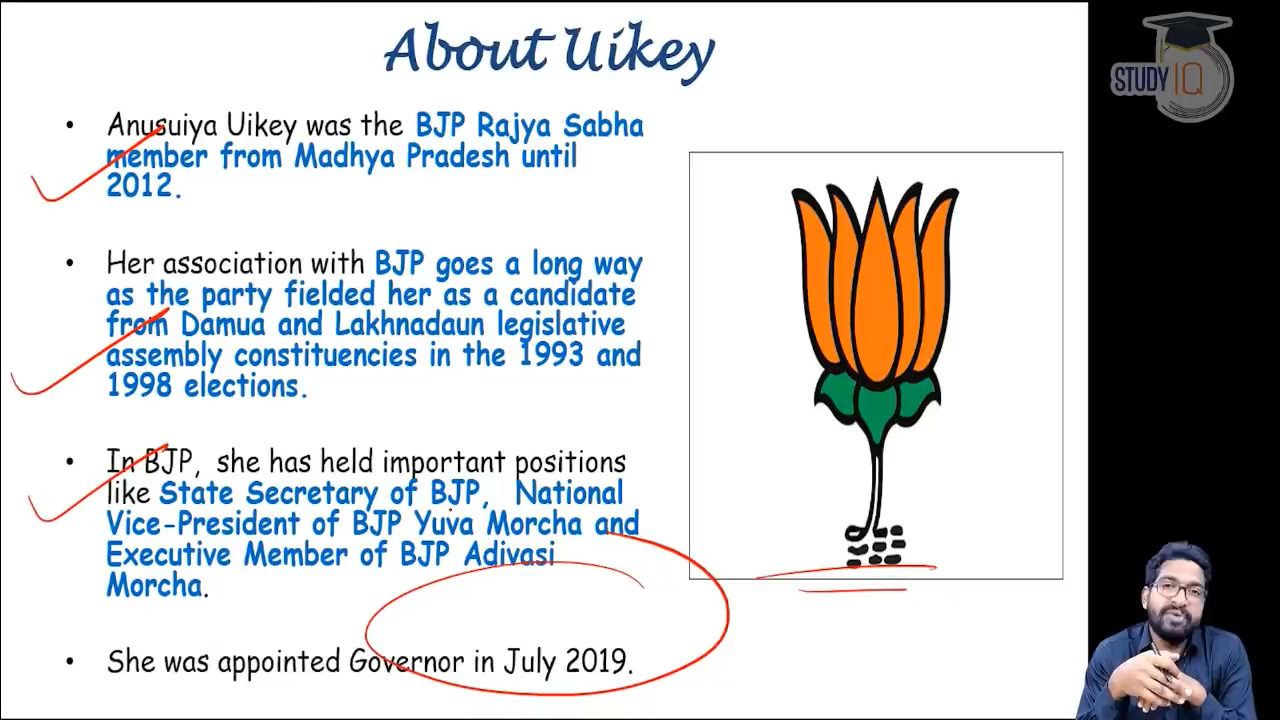 About Uikey
STUDY IQ
• Anusuiya Uikey was the BJP Rajya Sabha
member from Madhya Pradesh until
2012.
• Her association with BJP goes a long way
as the party fielded her as a candidate
from Damua and Lakhnadaun legislative
assembly constituencies in the 1993 and
1998 elections.
• In BJP, she has held important positions
like State Secretary of BJP, National
Vice-President of BJP Yuva Morcha and
Executive Member of BJP Adivasi
Morcha.
• She was appointed Governor in July 2019.